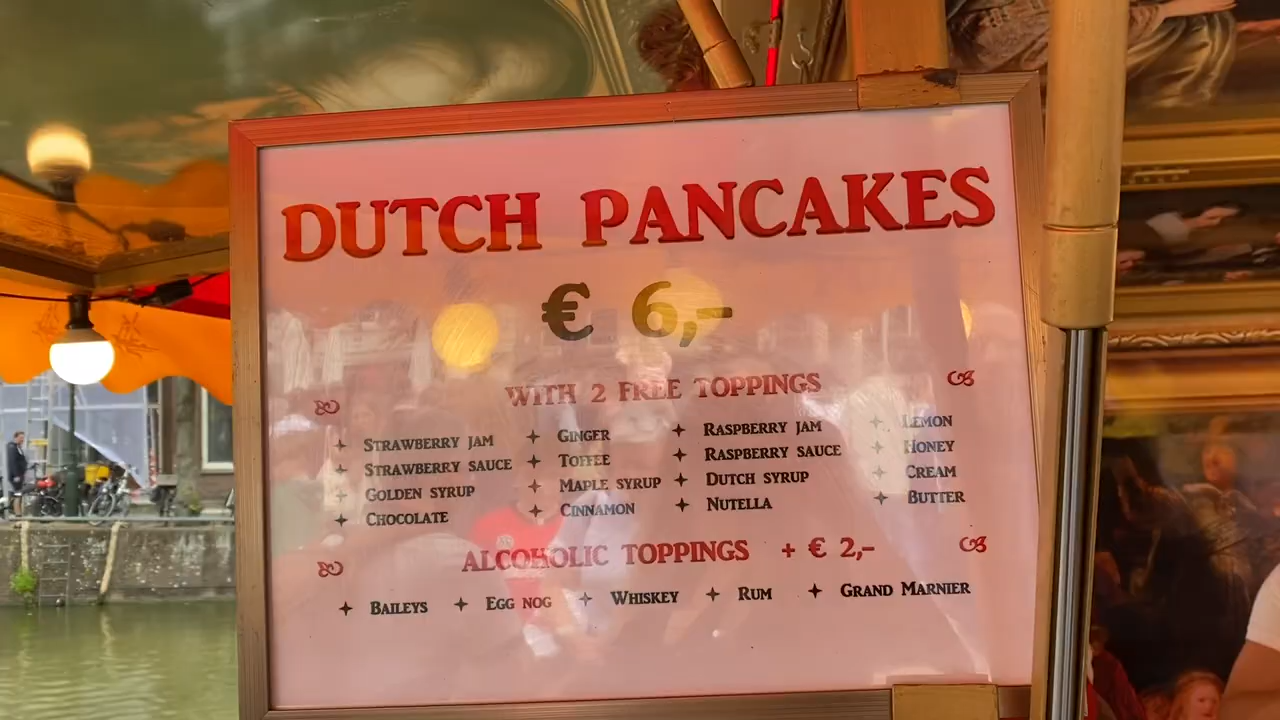 DUTCH PANCAKES
€ 6,-
WITH 2 FREE TOPPINGS
STRAWBERRY JAM GINGER RASPBERRY JAM LEMON
STRAWBERRY SAUCE TOFFEE RASPBERRY SAUCE HONEY
GOLDEN SYRUP MAPLE SYRUP DUTCH SYRUP CREAM
CHOCOLATE CINNAMON NUTELLA BUTTER
ALCOHOLIC TOPPINGS + € 2,-
BAILEYS EGG NOG WHISKEY RUM GRAND MARNIER